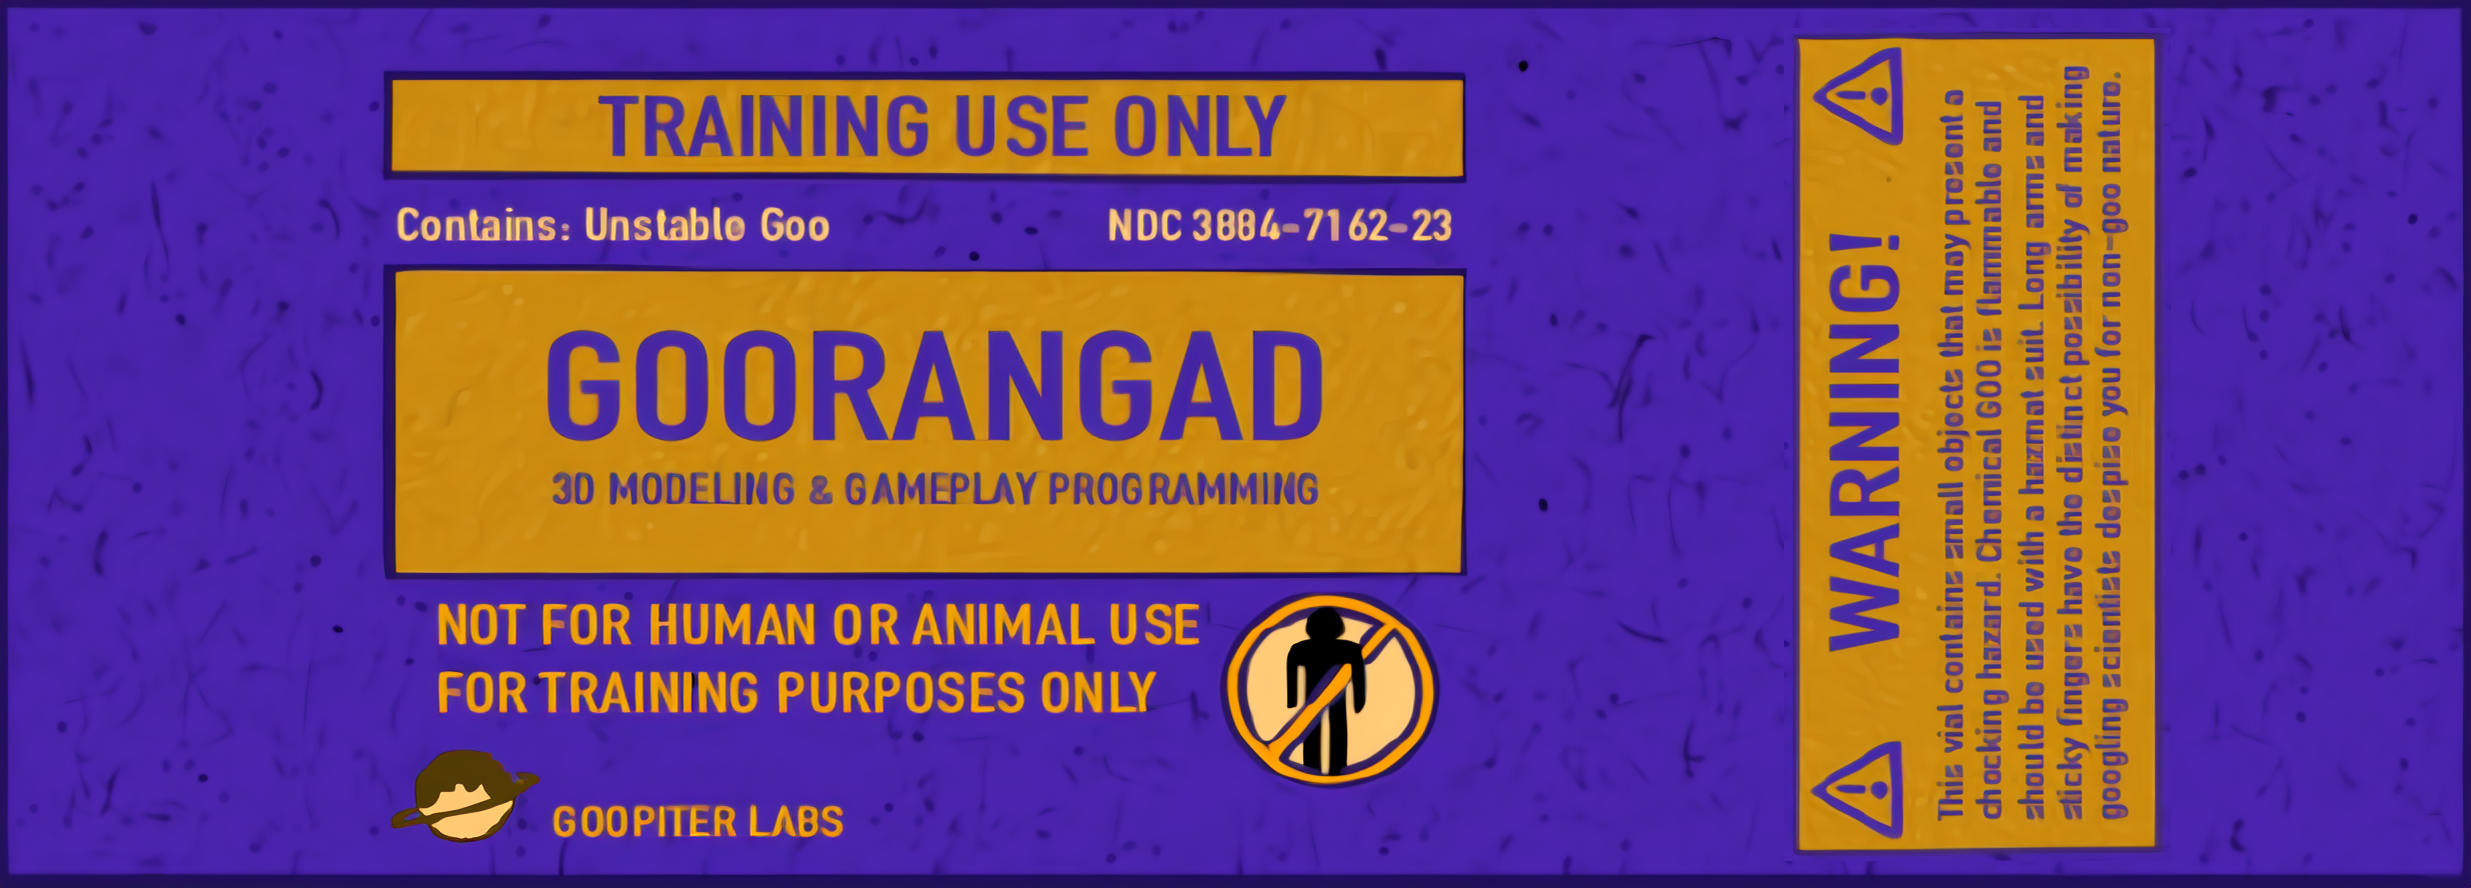 TRAINING USE ONLY
Contains: Unstable Goo
NDC 3884-7162-23
GOORANGAD
3D MODELING & GAMEPLAY PROGRAMMING
NOT FOR HUMAN OR ANIMAL USE
FOR TRAINING PURPOSES ONLY
GOOPITER LABS
WARNING!
This vial contains small objects that may present a
chocking hazard. Chemical GOO is flammable and
should be used with a hazmat suit. Long arms and
sticky fingers have the distinct possibility of making
googling scientists despise you for non-goo nature.